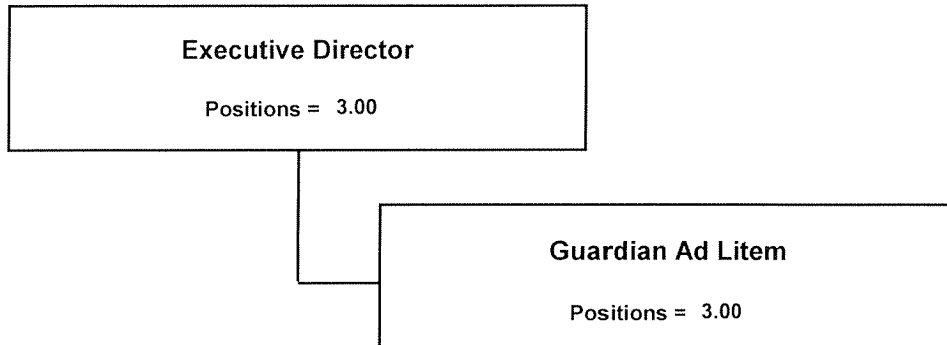 Executive Director
Positions = 3.00
Guardian Ad Litem
Positions = 3.00